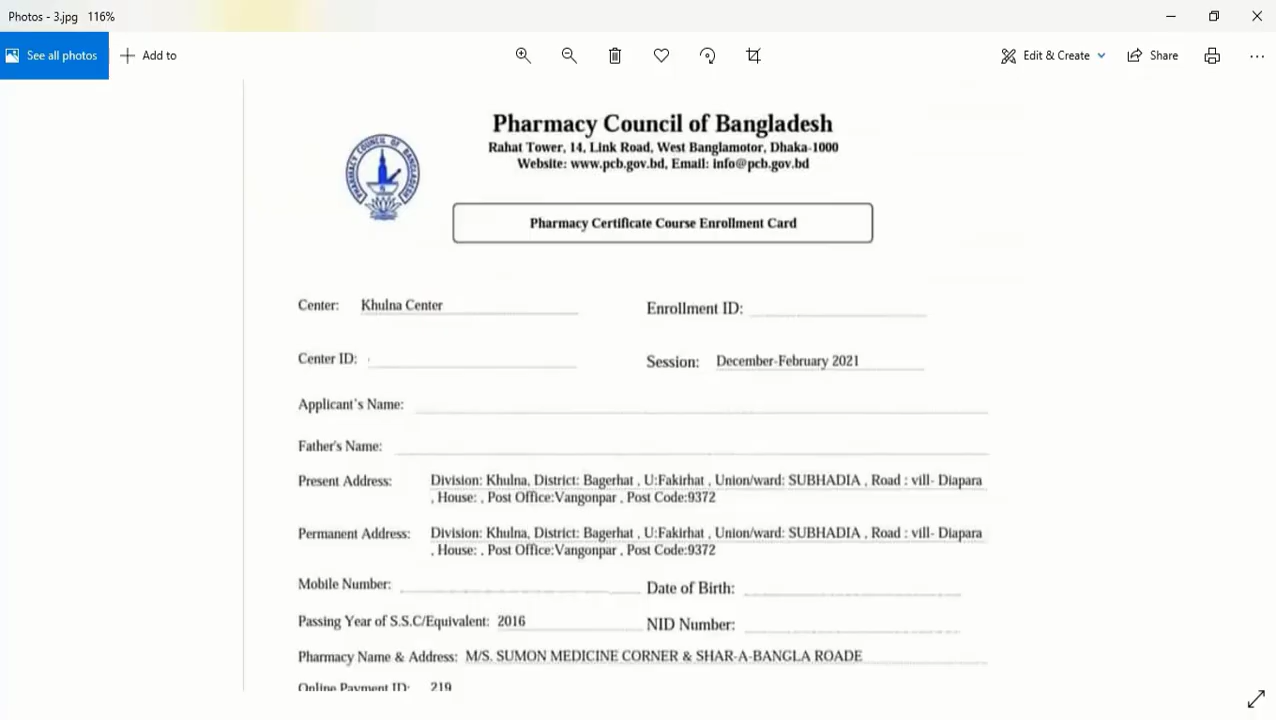 Photos - 3.jpg 116%
See all photos
Add to
Edit & Create
Share
Pharmacy Council of Bangladesh
Rahat Tower, 14, Link Road, West Banglamotor, Dhaka-1000
Website: www.pcb.gov.bd, Email: info@pcb.gov.bd
PHARMACY COUNCIL OF BANGLADESH
Pharmacy Certificate Course Enrollment Card
Center: Khulna Center
Enrollment ID:
Center ID:
Session: December-February 2021
Applicant's Name:
Father's Name:
Present Address: Division: Khulna, District: Bagerhat , U:Fakirhat , Union/ward: SUBHADIA , Road : vill- Diapara
, House: , Post Office:Vangonpar , Post Code:9372
Permanent Address: Division: Khulna, District: Bagerhat , U:Fakirhat , Union/ward: SUBHADIA , Road : vill- Diapara
, House: , Post Office:Vangonpar , Post Code:9372
Mobile Number:
Date of Birth:
Passing Year of S.S.C/Equivalent: 2016
NID Number:
Pharmacy Name & Address: M/S. SUMON MEDICINE CORNER & SHAR-A-BANGLA ROADE
Online Payment ID: 219